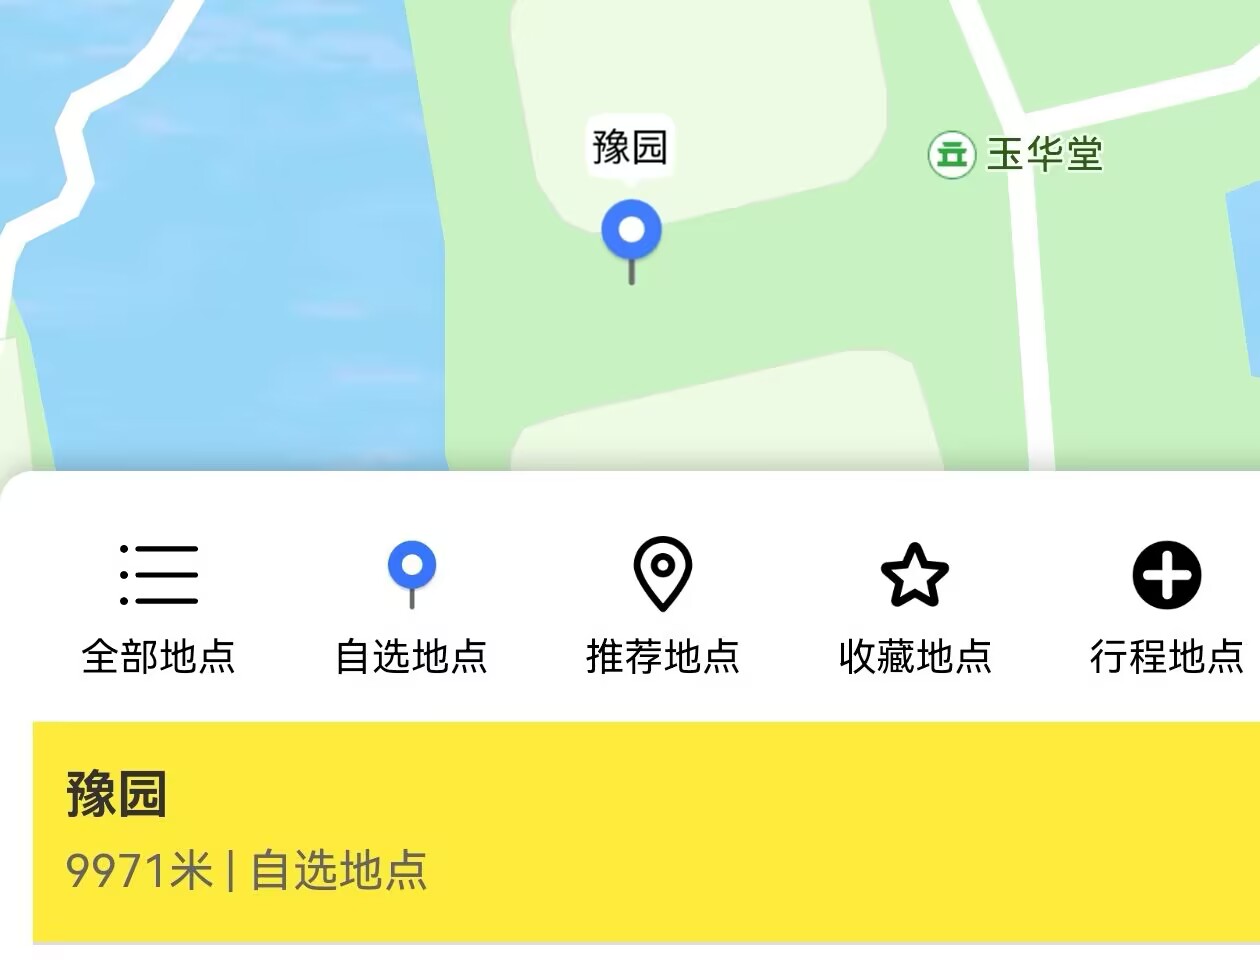 豫园
玉华堂
全部地点
自选地点
推荐地点
收藏地点
行程地点
豫园
9971米 | 自选地点